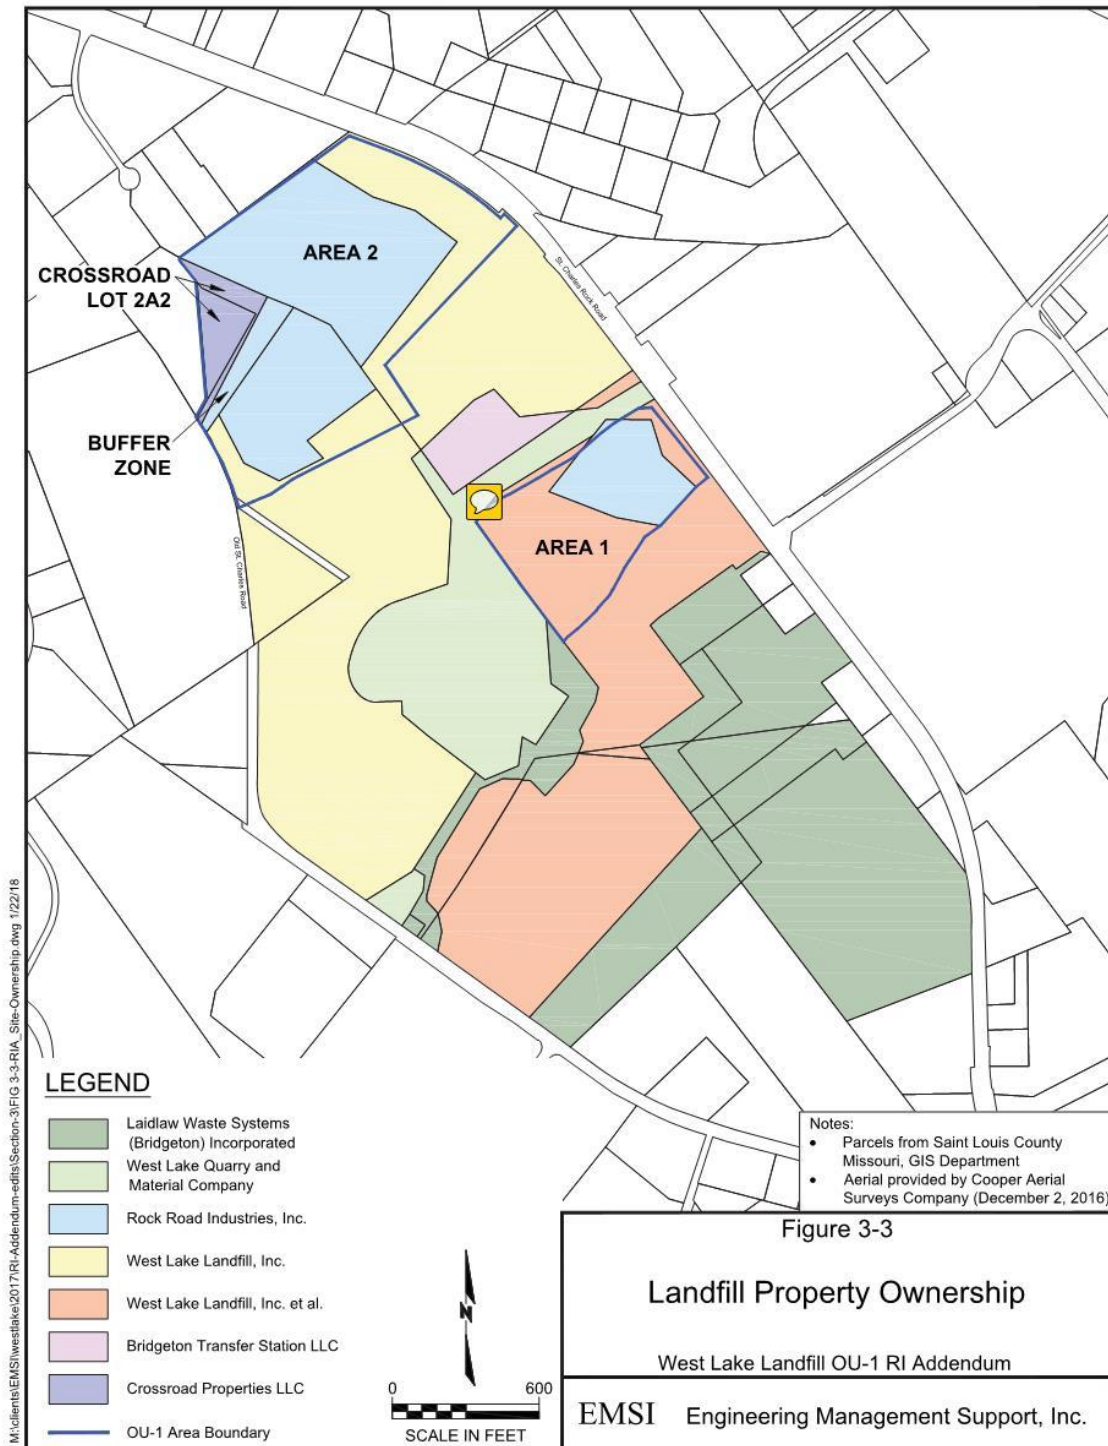 AREA 2
CROSSROAD
LOT 2A2
St. Charles Rock Road
BUFFER
ZONE
AREA 1
Old St. Charles Road
M:\clients\EMSI\westlake\2017\RI-Addendum-edits\Section-3\FIG 3-3-RIA_Site-Ownership.dwg 1/22/18
LEGEND
Laidlaw Waste Systems
(Bridgeton) Incorporated
West Lake Quarry and
Material Company
Rock Road Industries, Inc.
West Lake Landfill, Inc.
West Lake Landfill, Inc. et al.
Bridgeton Transfer Station LLC
Crossroad Properties LLC
OU-1 Area Boundary
N
0 600
SCALE IN FEET
Notes:
• Parcels from Saint Louis County
Missouri, GIS Department
• Aerial provided by Cooper Aerial
Surveys Company (December 2, 2016)
Figure 3-3
Landfill Property Ownership
West Lake Landfill OU-1 RI Addendum
EMSI Engineering Management Support, Inc.